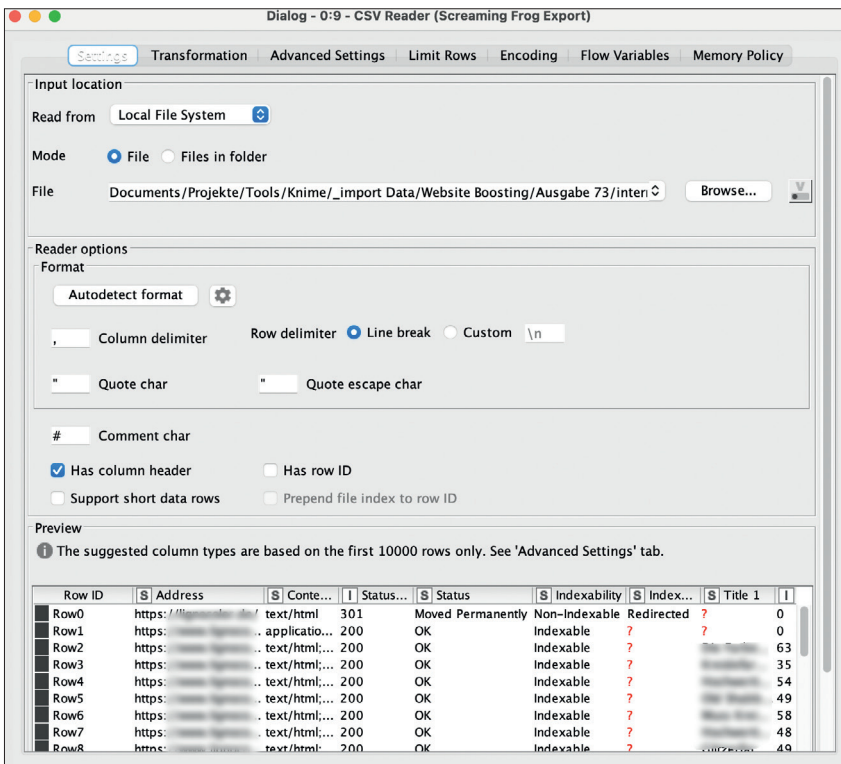 Dialog - 0:9 - CSV Reader (Screaming Frog Export)
Settings Transformation Advanced Settings Limit Rows Encoding Flow Variables Memory Policy
Input location
Read from Local File System
Mode File Files in folder
File Documents/Projekte/Tools/Knime/_import Data/Website Boosting/Ausgabe 73/intern Browse... V
Reader options
Format
Autodetect format
, Column delimiter Row delimiter Line break Custom \n
" Quote char " Quote escape char
# Comment char
Has column header Has row ID
Support short data rows Prepend file index to row ID
Preview
The suggested column types are based on the first 10000 rows only. See 'Advanced Settings' tab.
Row ID S Address S Conte... I Status... S Status S Indexability S Index... S Title 1 I
Row0 https:/ text/html 301 Moved Permanently Non-Indexable Redirected ? 0
Row1 https: .. applicatio... 200 OK Indexable ? ? 0
Row2 https: .. text/html;... 200 OK Indexable ? ... 63
Row3 https: .. text/html;... 200 OK Indexable ? ... 35
Row4 https: .. text/html;... 200 OK Indexable ? ... 54
Row5 https: .. text/html;... 200 OK Indexable ? ... 49
Row6 https: .. text/html;... 200 OK Indexable ? ... 58
Row7 https: .. text/html;... 200 OK Indexable ? ... 48
Row8 https: text/html; 200 OK Indexable ? 49